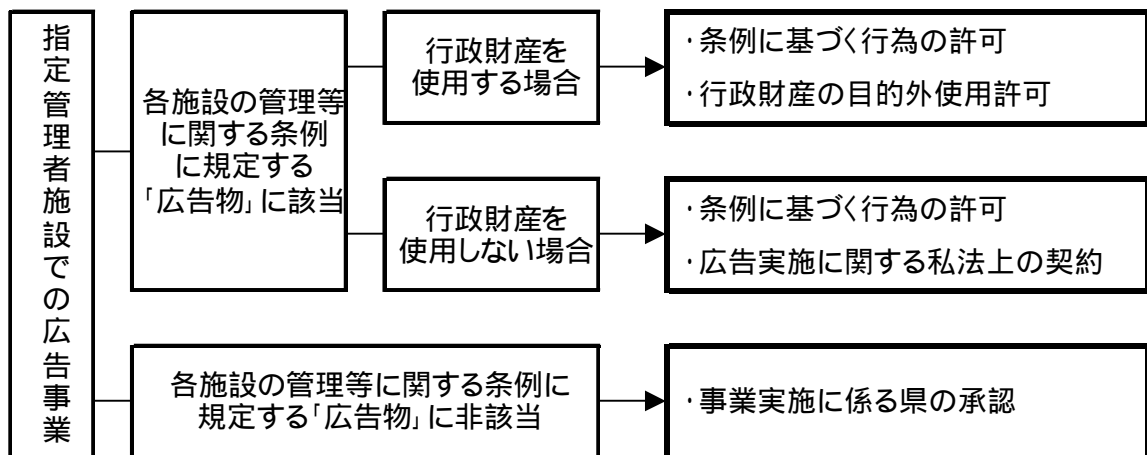 指定管理者施設での広告事業
各施設の管理等
に関する条例
に規定する
「広告物」に該当
行政財産を
使用する場合
・条例に基づく行為の許可
・行政財産の目的外使用許可
行政財産を
使用しない場合
・条例に基づく行為の許可
・広告実施に関する私法上の契約
各施設の管理等に関する条例に
規定する「広告物」に非該当
・事業実施に係る県の承認